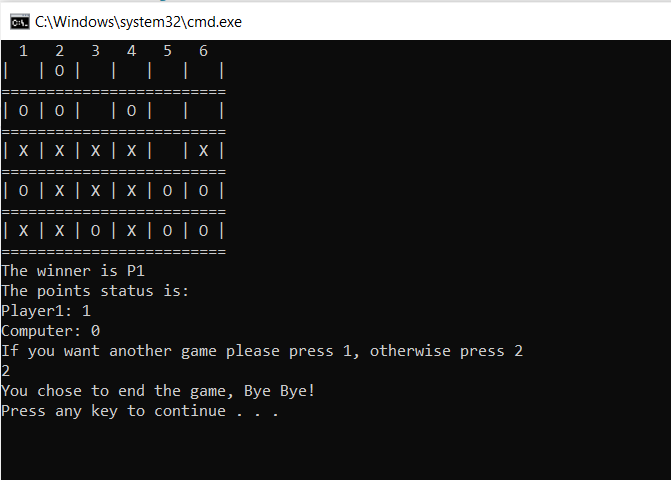 C:\Windows\system32\cmd.exe
  1   2   3   4   5   6
|   | O |   |   |   |   |
=========================
| O | O |   | O |   |   |
=========================
| X | X | X | X |   | X |
=========================
| O | X | X | X | O | O |
=========================
| X | X | O | X | O | O |
=========================
The winner is P1
The points status is:
Player1: 1
Computer: 0
If you want another game please press 1, otherwise press 2
2
You chose to end the game, Bye Bye!
Press any key to continue . . .